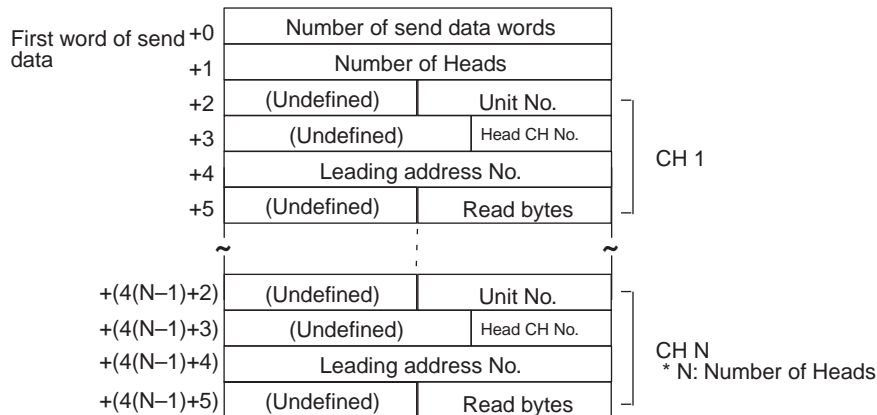 First word of send data
+0 Number of send data words
+1 Number of Heads
+2 (Undefined) Unit No.
+3 (Undefined) Head CH No.
+4 Leading address No.
+5 (Undefined) Read bytes
CH 1
~ ~
+(4(N–1)+2) (Undefined) Unit No.
+(4(N–1)+3) (Undefined) Head CH No.
+(4(N–1)+4) Leading address No.
+(4(N–1)+5) (Undefined) Read bytes
CH N
* N: Number of Heads